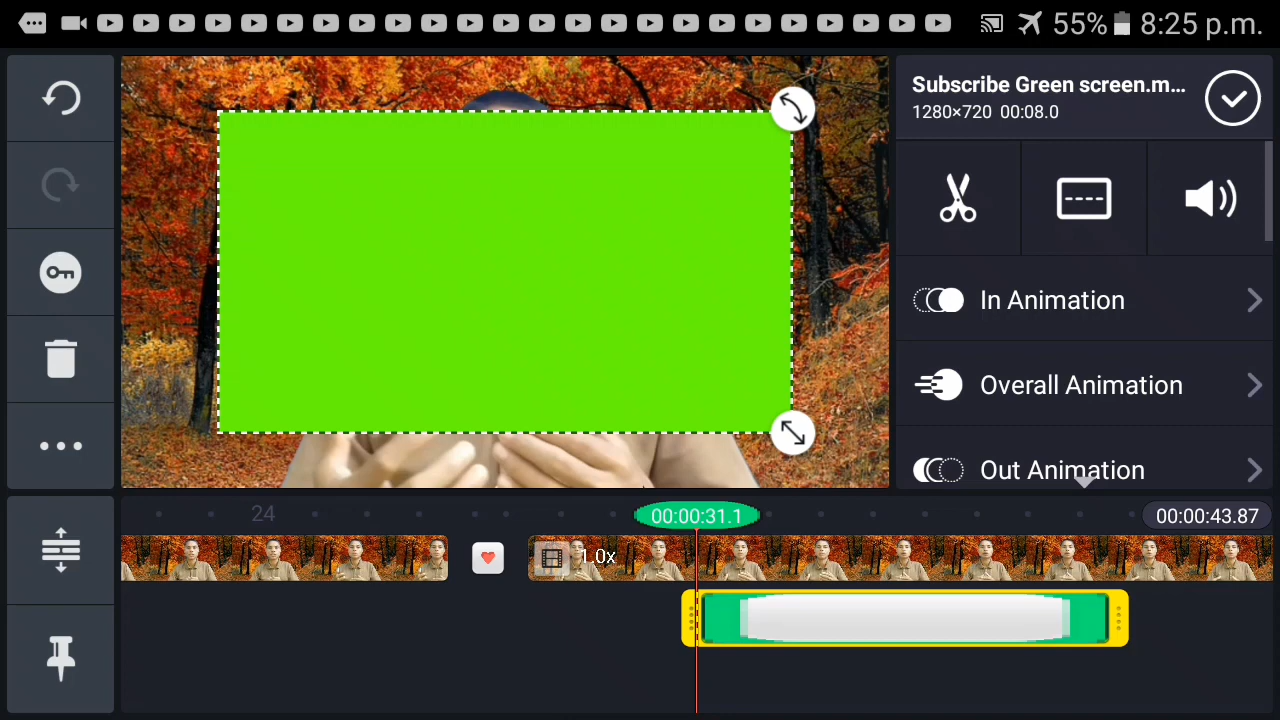 55% 8:25 p.m.
Subscribe Green screen.m...
1280×720 00:08.0
In Animation
Overall Animation
Out Animation
24
00:00:31.1
00:00:43.87
1.0x